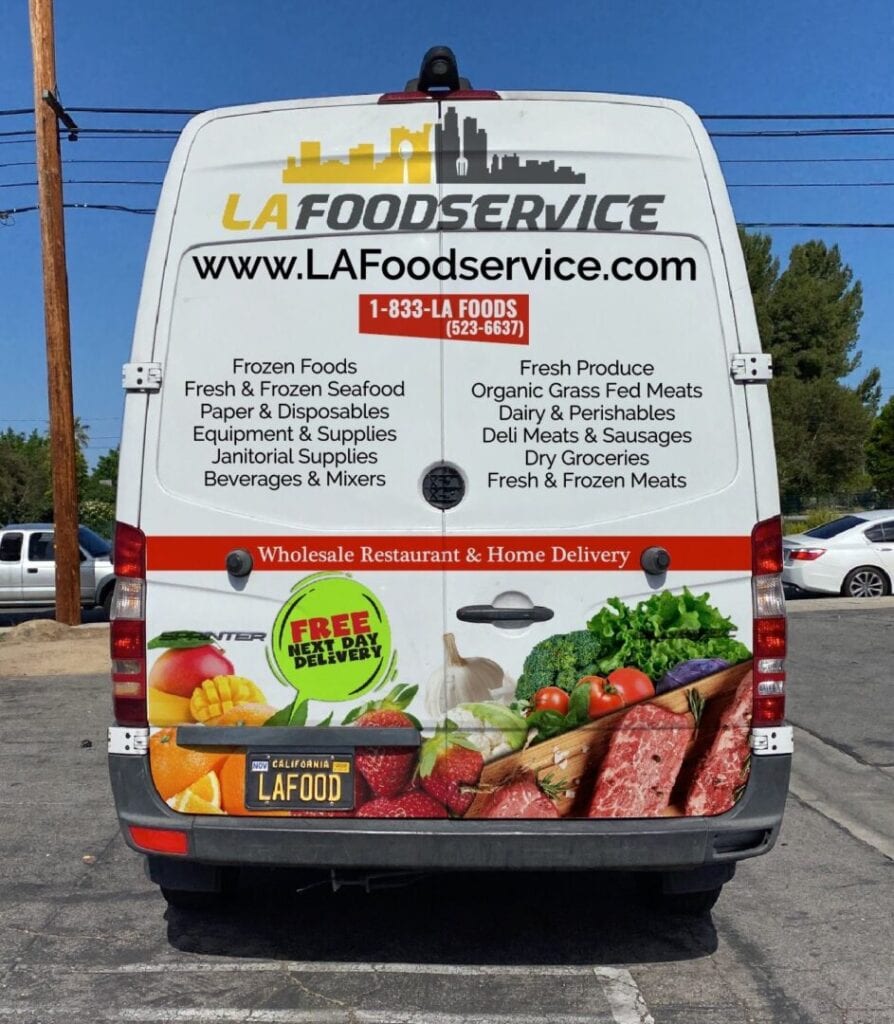 LAFOODSERVICE
www.LAFoodservice.com
1-833-LA FOODS
(523-6637)
Frozen Foods
Fresh & Frozen Seafood
Paper & Disposables
Equipment & Supplies
Janitorial Supplies
Beverages & Mixers
Fresh Produce
Organic Grass Fed Meats
Dairy & Perishables
Deli Meats & Sausages
Dry Groceries
Fresh & Frozen Meats
Wholesale Restaurant & Home Delivery
SPRINTER
FREE
NEXT DAY
DELIVERY
NOV
CALIFORNIA
LAFOOD